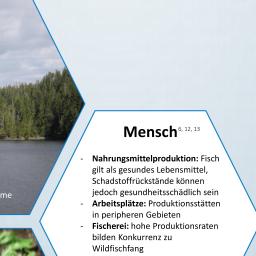 Mensch6, 12, 13
- Nahrungsmittelproduktion: Fisch
gilt als gesundes Lebensmittel,
Schadstoffrückstände können
jedoch gesundheitsschädlich sein
- Arbeitsplätze: Produktionsstätten
in peripheren Gebieten
- Fischerei: hohe Produktionsraten
bilden Konkurrenz zu
Wildfischfang
me